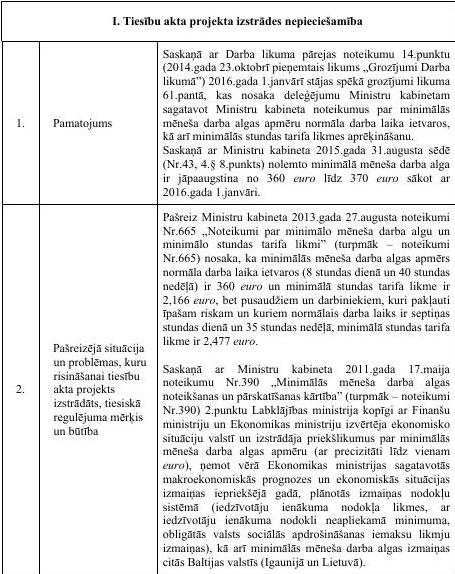 I. Tiesību akta projekta izstrādes nepieciešamība
1.
Pamatojums
Saskaņā ar Darba likuma pārejas noteikumu 14.punktu
(2014.gada 23.oktobrī pieņemtais likums „Grozījumi Darba
likumā”) 2016.gada 1.janvārī stājas spēkā grozījumi likuma
61.pantā, kas nosaka deleģējumu Ministru kabinetam
sagatavot Ministru kabineta noteikumus par minimālās
mēneša darba algas apmēru normāla darba laika ietvaros,
kā arī minimālās stundas tarifa likmes aprēķināšanu.
Saskaņā ar Ministru kabineta 2015.gada 31.augusta sēdē
(Nr.43, 4.§ 8.punkts) nolemto minimālā mēneša darba alga
ir jāpaaugstina no 360 euro līdz 370 euro sākot ar
2016.gada 1.janvāri.
2.
Pašreizējā situācija
un problēmas, kuru
risināšanai tiesību
akta projekts
izstrādāts, tiesiskā
regulējuma mērķis
un būtība
Pašreiz Ministru kabineta 2013.gada 27.augusta noteikumi
Nr.665 „Noteikumi par minimālo mēneša darba algu un
minimālo stundas tarifa likmi” (turpmāk – noteikumi
Nr.665) nosaka, ka minimālās mēneša darba algas apmērs
normāla darba laika ietvaros (8 stundas dienā un 40 stundas
nedēļā) ir 360 euro un minimālā stundas tarifa likme ir
2,166 euro, bet pusaudžiem un darbiniekiem, kuri pakļauti
īpašam riskam un kuriem normālais darba laiks ir septiņas
stundas dienā un 35 stundas nedēļā, minimālā stundas tarifa
likme ir 2,477 euro.
Saskaņā ar Ministru kabineta 2011.gada 17.maija
noteikumu Nr.390 „Minimālās mēneša darba algas
noteikšanas un pārskatīšanas kārtība” (turpmāk – noteikumi
Nr.390) 2.punktu Labklājības ministrija kopīgi ar Finanšu
ministriju un Ekonomikas ministriju izvērtēja ekonomisko
situāciju valstī un izstrādāja priekšlikumus par minimālās
mēneša darba algas apmēru (ar precizitāti līdz vienam
euro), ņemot vērā Ekonomikas ministrijas sagatavotās
makroekonomiskās prognozes un ekonomiskās situācijas
izmaiņas iepriekšējā gadā, plānotās izmaiņas nodokļu
sistēmā (iedzīvotāju ienākuma nodokļa likmes, ar
iedzīvotāju ienākuma nodokli neapliekamā minimuma,
obligātās valsts sociālās apdrošināšanas iemaksu likmju
izmaiņas), kā arī minimālās mēneša darba algas izmaiņas
citās Baltijas valstīs (Igaunijā un Lietuvā).